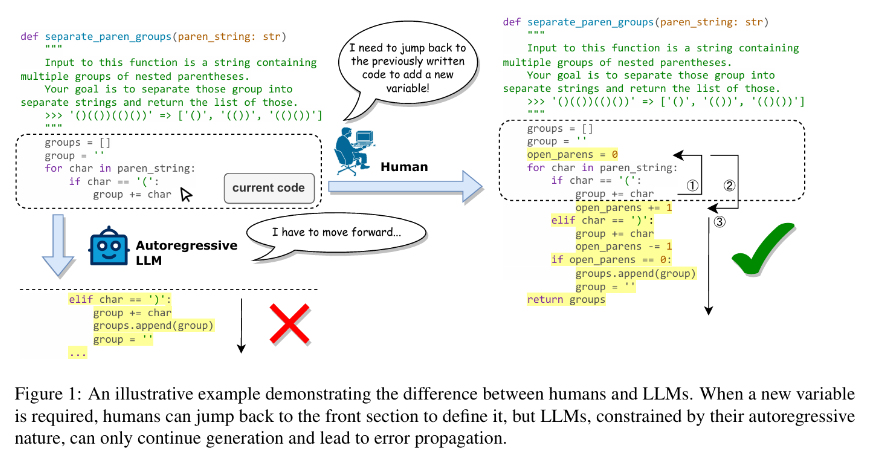 def separate_paren_groups(paren_string: str)
"""
Input to this function is a string containing
multiple groups of nested parentheses.
Your goal is to separate those group into
separate strings and return the list of those.
>>> '()(())(()())' => ['()', '(())', '(()())']
"""
groups = []
group = ''
for char in paren_string:
if char == '(':
group += char
current code
I need to jump back to
the previously written
code to add a new
variable!
Human
Autoregressive
LLM
I have to move forward...
elif char == ')':
group += char
groups.append(group)
group = ''
...
def separate_paren_groups(paren_string: str)
"""
Input to this function is a string containing
multiple groups of nested parentheses.
Your goal is to separate those group into
separate strings and return the list of those.
>>> '()(())(()())' => ['()', '(())', '(()())']
"""
groups = []
group = ''
open_parens = 0
for char in paren_string:
if char == '(':
group += char
open_parens += 1
elif char == ')':
group += char
open_parens -= 1
if open_parens == 0:
groups.append(group)
group = ''
return groups
①
②
③
Figure 1: An illustrative example demonstrating the difference between humans and LLMs. When a new variable
is required, humans can jump back to the front section to define it, but LLMs, constrained by their autoregressive
nature, can only continue generation and lead to error propagation.